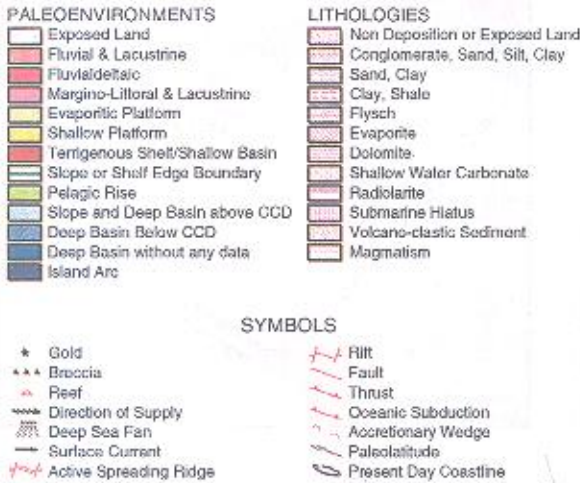 PALEOENVIRONMENTS
Exposed Land
Fluvial & Lacustrine
Fluvialdeltaic
Margino-Littoral & Lacustrine
Evaporitic Platform
Shallow Platform
Terrigenous Shelf/Shallow Basin
Slope or Shelf Edge Boundary
Pelagic Rise
Slope and Deep Basin above CCD
Deep Basin Below CCD
Deep Basin without any data
Island Arc
LITHOLOGIES
Non Deposition or Exposed Land
Conglomerate, Sand, Silt, Clay
Sand, Clay
Clay, Shale
Flysch
Evaporite
Dolomite
Shallow Water Carbonate
Radiolarite
Submarine Hiatus
Volcano-clastic Sediment
Magmatism
SYMBOLS
Gold
Breccia
Reef
Direction of Supply
Deep Sea Fan
Surface Current
Active Spreading Ridge
Rift
Fault
Thrust
Oceanic Subduction
Accretionary Wedge
Paleolatitude
Present Day Coastline